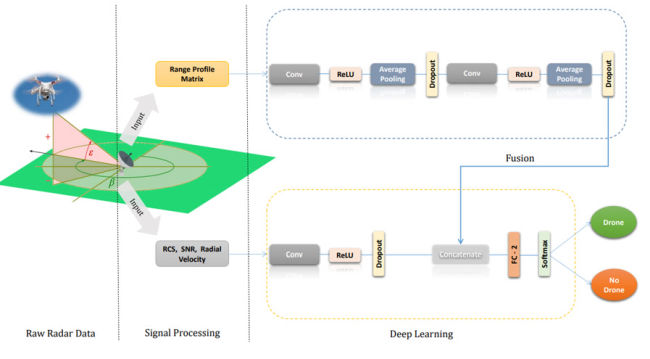 Range Profile
Matrix
Conv
ReLU
Average
Pooling
Dropout
Conv
ReLU
Average
Pooling
Dropout
Input
+
ε
β
Fusion
Input
RCS, SNR, Radial
Velocity
Conv
ReLU
Dropout
Concatenate
FC - 2
Softmax
Drone
No
Drone
Raw Radar Data
Signal Processing
Deep Learning